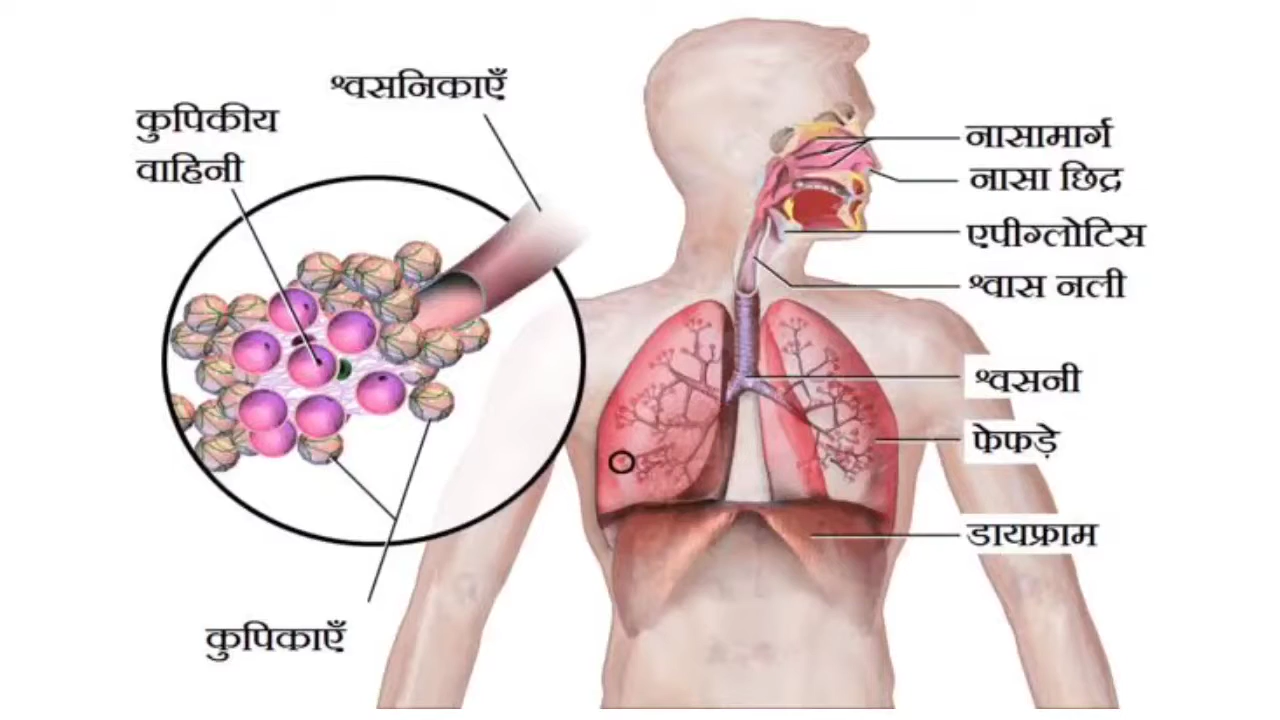 श्वसनिकाएँ
कुपिकीय
वाहिनी
नासामार्ग
नासा छिद्र
एपीग्लोटिस
श्वास नली
श्वसनी
फेफड़े
डायफ्राम
कुपिकाएँ